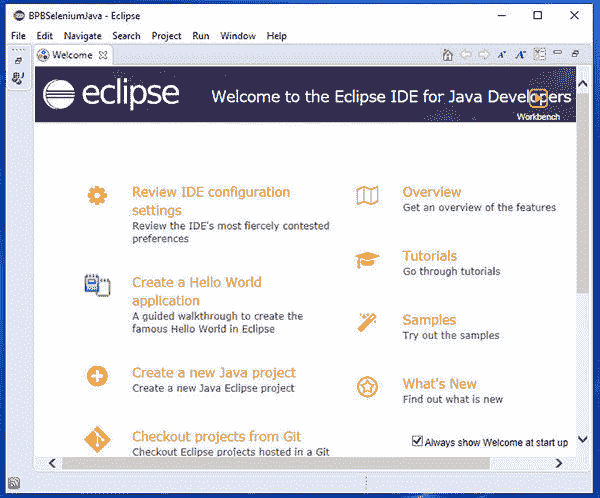 BPBSeleniumJava - Eclipse
File Edit Navigate Search Project Run Window Help
Welcome
eclipse
Welcome to the Eclipse IDE for Java Developers
Workbench
Review IDE configuration
settings
Review the IDE's most fiercely contested
preferences
Create a Hello World
application
A guided walkthrough to create the
famous Hello World in Eclipse
Create a new Java project
Create a new Java Eclipse project
Checkout projects from Git
Checkout Eclipse projects hosted in a Git
Overview
Get an overview of the features
Tutorials
Go through tutorials
Samples
Try out the samples
What's New
Find out what is new
Always show Welcome at start up